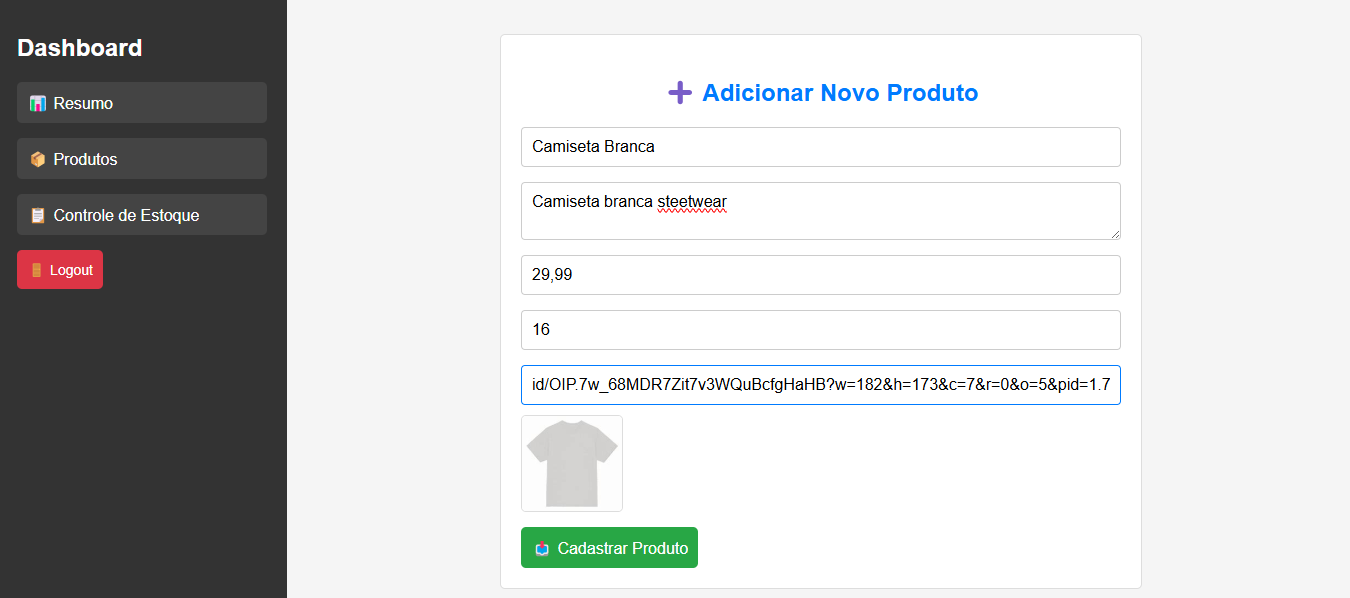 Dashboard
Resumo
Produtos
Controle de Estoque
Logout
Adicionar Novo Produto
Camiseta Branca
Camiseta branca steetwear
29,99
16
id/OIP.7w_68MDR7Zit7v3WQuBcfgHaHB?w=182&h=173&c=7&r=0&o=5&pid=1.7
Cadastrar Produto